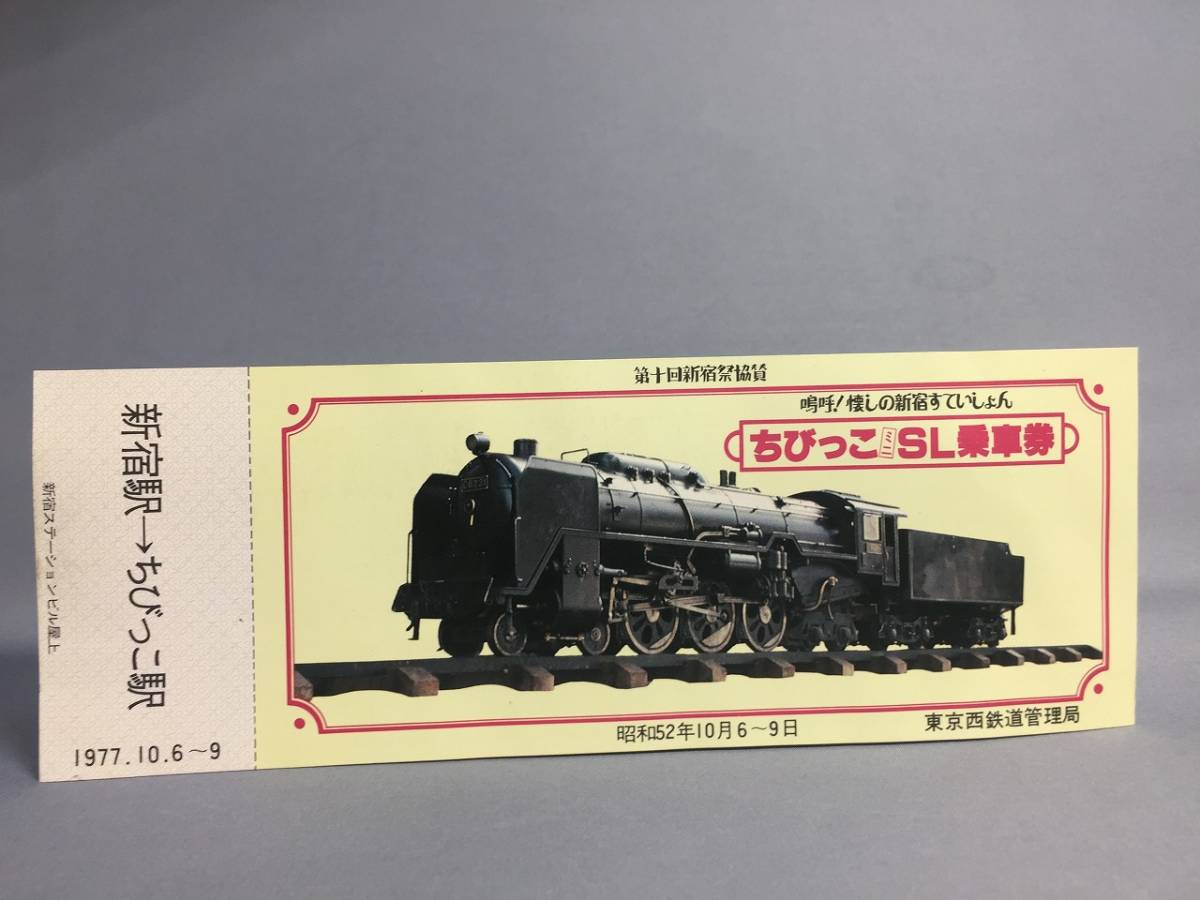 新宿駅→ちびっこ駅
新宿ステーションビル屋上
1977.10.6～9
第十回新宿祭協賛
嗚呼!懐しの新宿すていしょん
ちびっこミニSL乗車券
昭和52年10月6～9日
東京西鉄道管理局